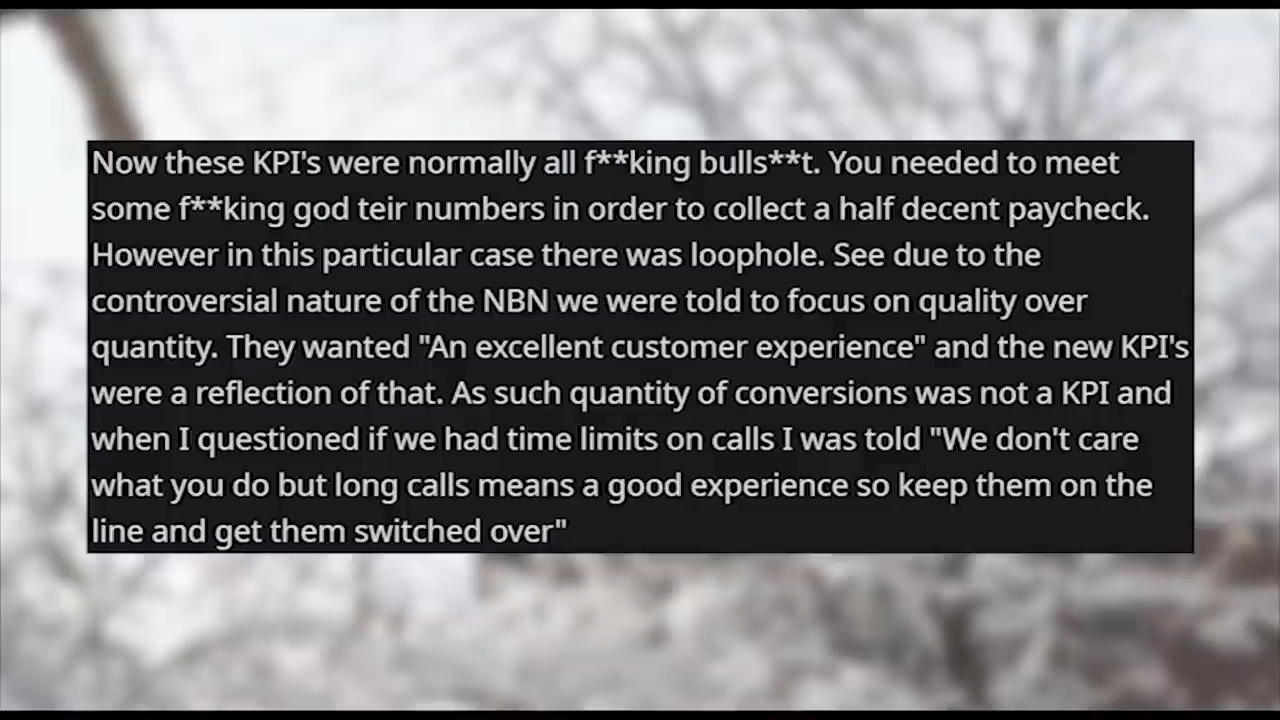 Now these KPI's were normally all f**king bulls**t. You needed to meet
some f**king god teir numbers in order to collect a half decent paycheck.
However in this particular case there was loophole. See due to the
controversial nature of the NBN we were told to focus on quality over
quantity. They wanted "An excellent customer experience" and the new KPI's
were a reflection of that. As such quantity of conversions was not a KPI and
when I questioned if we had time limits on calls I was told "We don't care
what you do but long calls means a good experience so keep them on the
line and get them switched over"